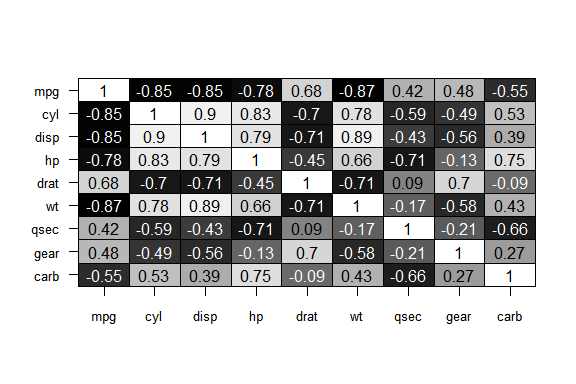 mpg 1 -0.85 -0.85 -0.78 0.68 -0.87 0.42 0.48 -0.55
cyl -0.85 1 0.9 0.83 -0.7 0.78 -0.59 -0.49 0.53
disp -0.85 0.9 1 0.79 -0.71 0.89 -0.43 -0.56 0.39
hp -0.78 0.83 0.79 1 -0.45 0.66 -0.71 -0.13 0.75
drat 0.68 -0.7 -0.71 -0.45 1 -0.71 0.09 0.7 -0.09
wt -0.87 0.78 0.89 0.66 -0.71 1 -0.17 -0.58 0.43
qsec 0.42 -0.59 -0.43 -0.71 0.09 -0.17 1 -0.21 -0.66
gear 0.48 -0.49 -0.56 -0.13 0.7 -0.58 -0.21 1 0.27
carb -0.55 0.53 0.39 0.75 -0.09 0.43 -0.66 0.27 1
mpg cyl disp hp drat wt qsec gear carb